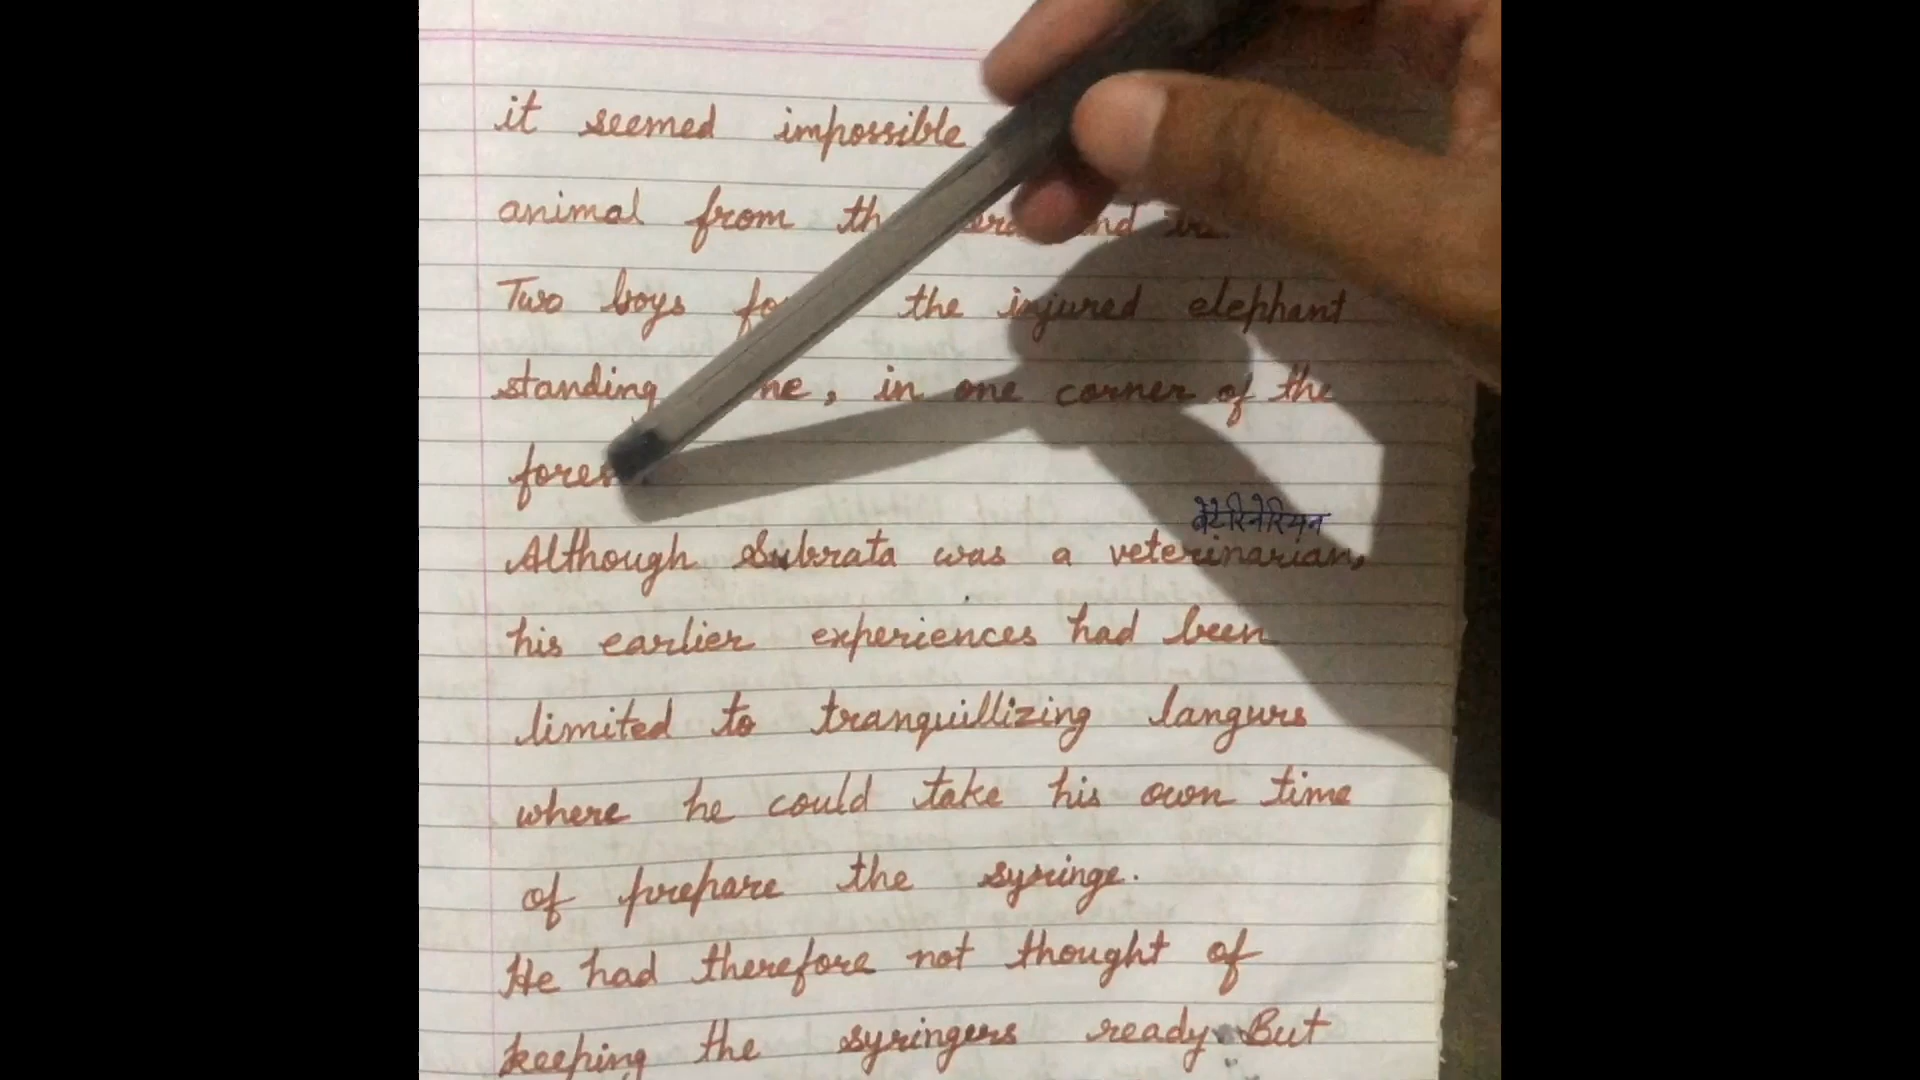 it seemed impossible
animal from
Two boys the injured elephant
standing in one corner of the

वेटेरिनेरियन
Although Subrata was a veterinarian,
his earlier experiences had been
limited to tranquillizing langurs
where he could take his own time
of prepare the syringe.
He had therefore not thought of
keeping the syringers ready. But